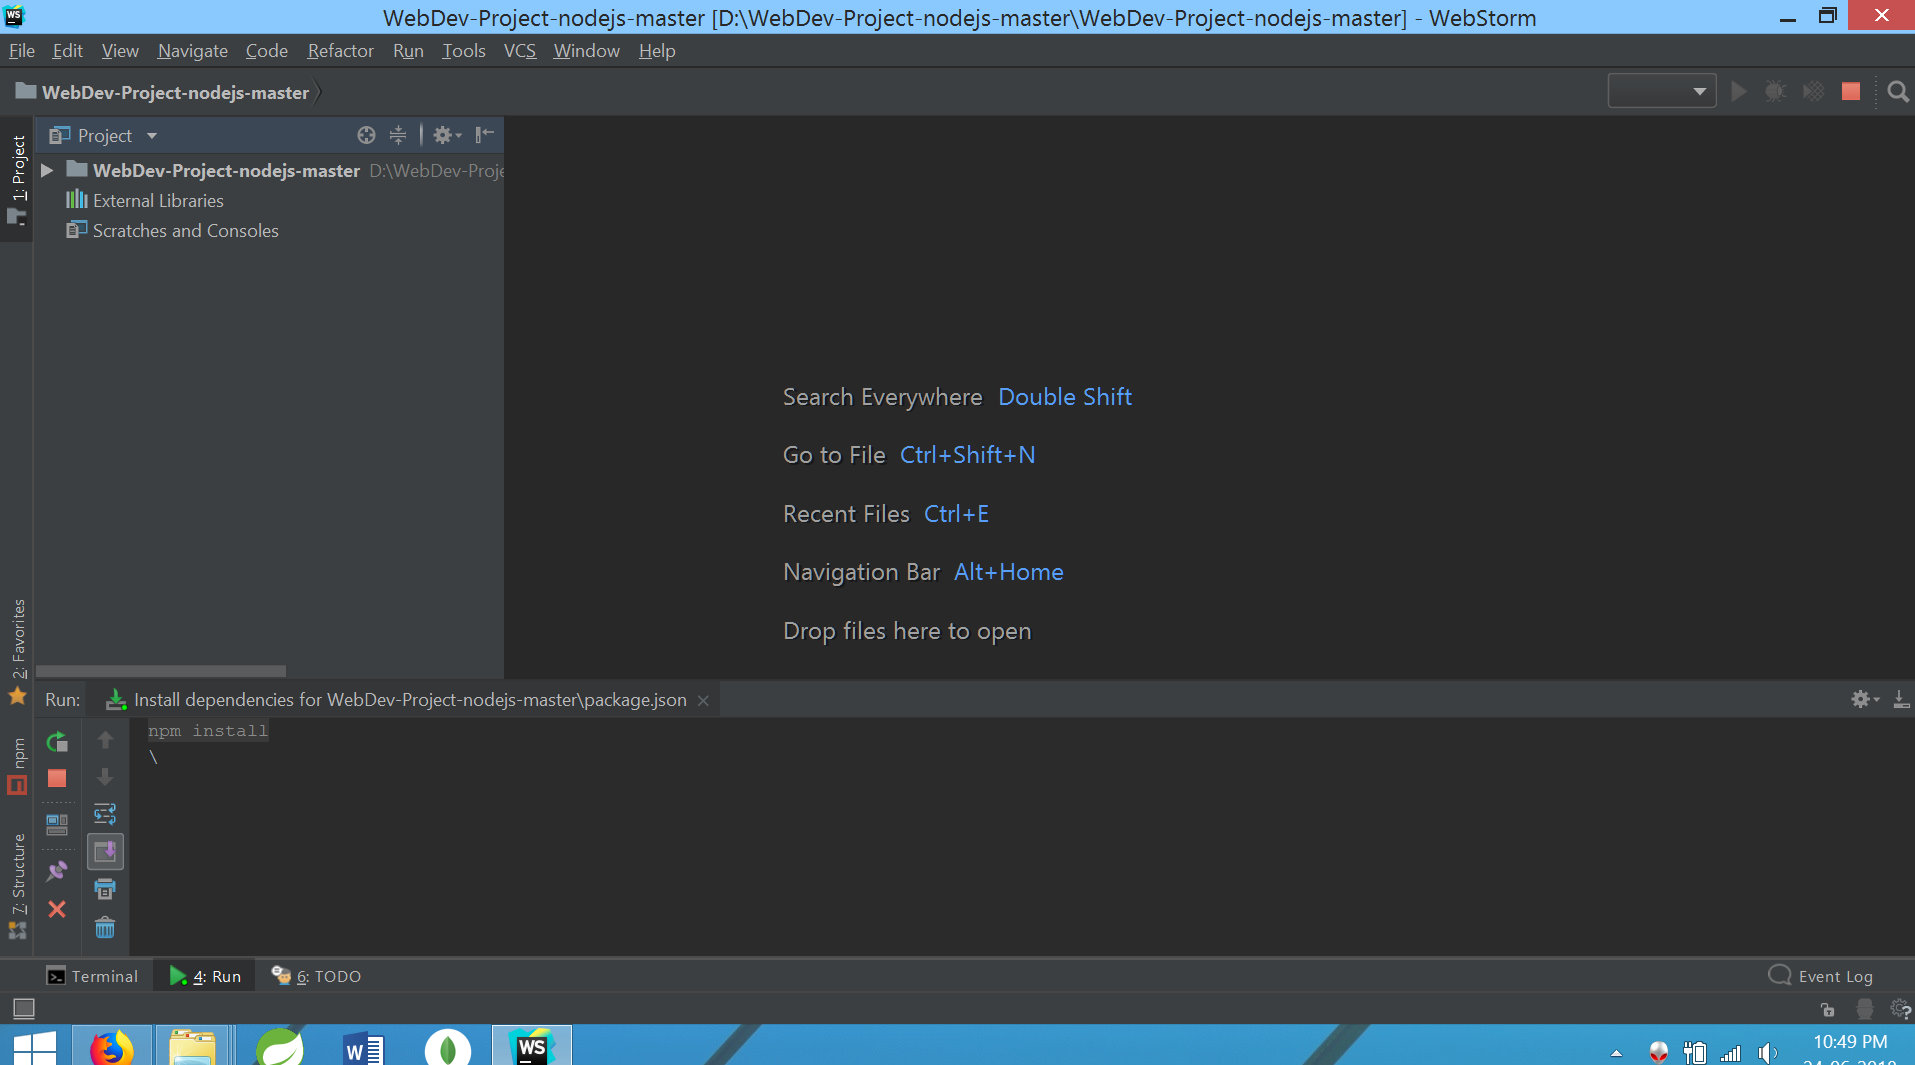 WS WebDev-Project-nodejs-master [D:\WebDev-Project-nodejs-master\WebDev-Project-nodejs-master] - WebStorm
File Edit View Navigate Code Refactor Run Tools VCS Window Help
WebDev-Project-nodejs-master
1: Project
Project
WebDev-Project-nodejs-master D:\WebDev-Proje
External Libraries
Scratches and Consoles
Search Everywhere Double Shift
Go to File Ctrl+Shift+N
Recent Files Ctrl+E
Navigation Bar Alt+Home
Drop files here to open
2: Favorites
npm
7: Structure
Run: Install dependencies for WebDev-Project-nodejs-master\package.json
npm install
\
Terminal 4: Run 6: TODO Event Log
W WS
10:49 PM